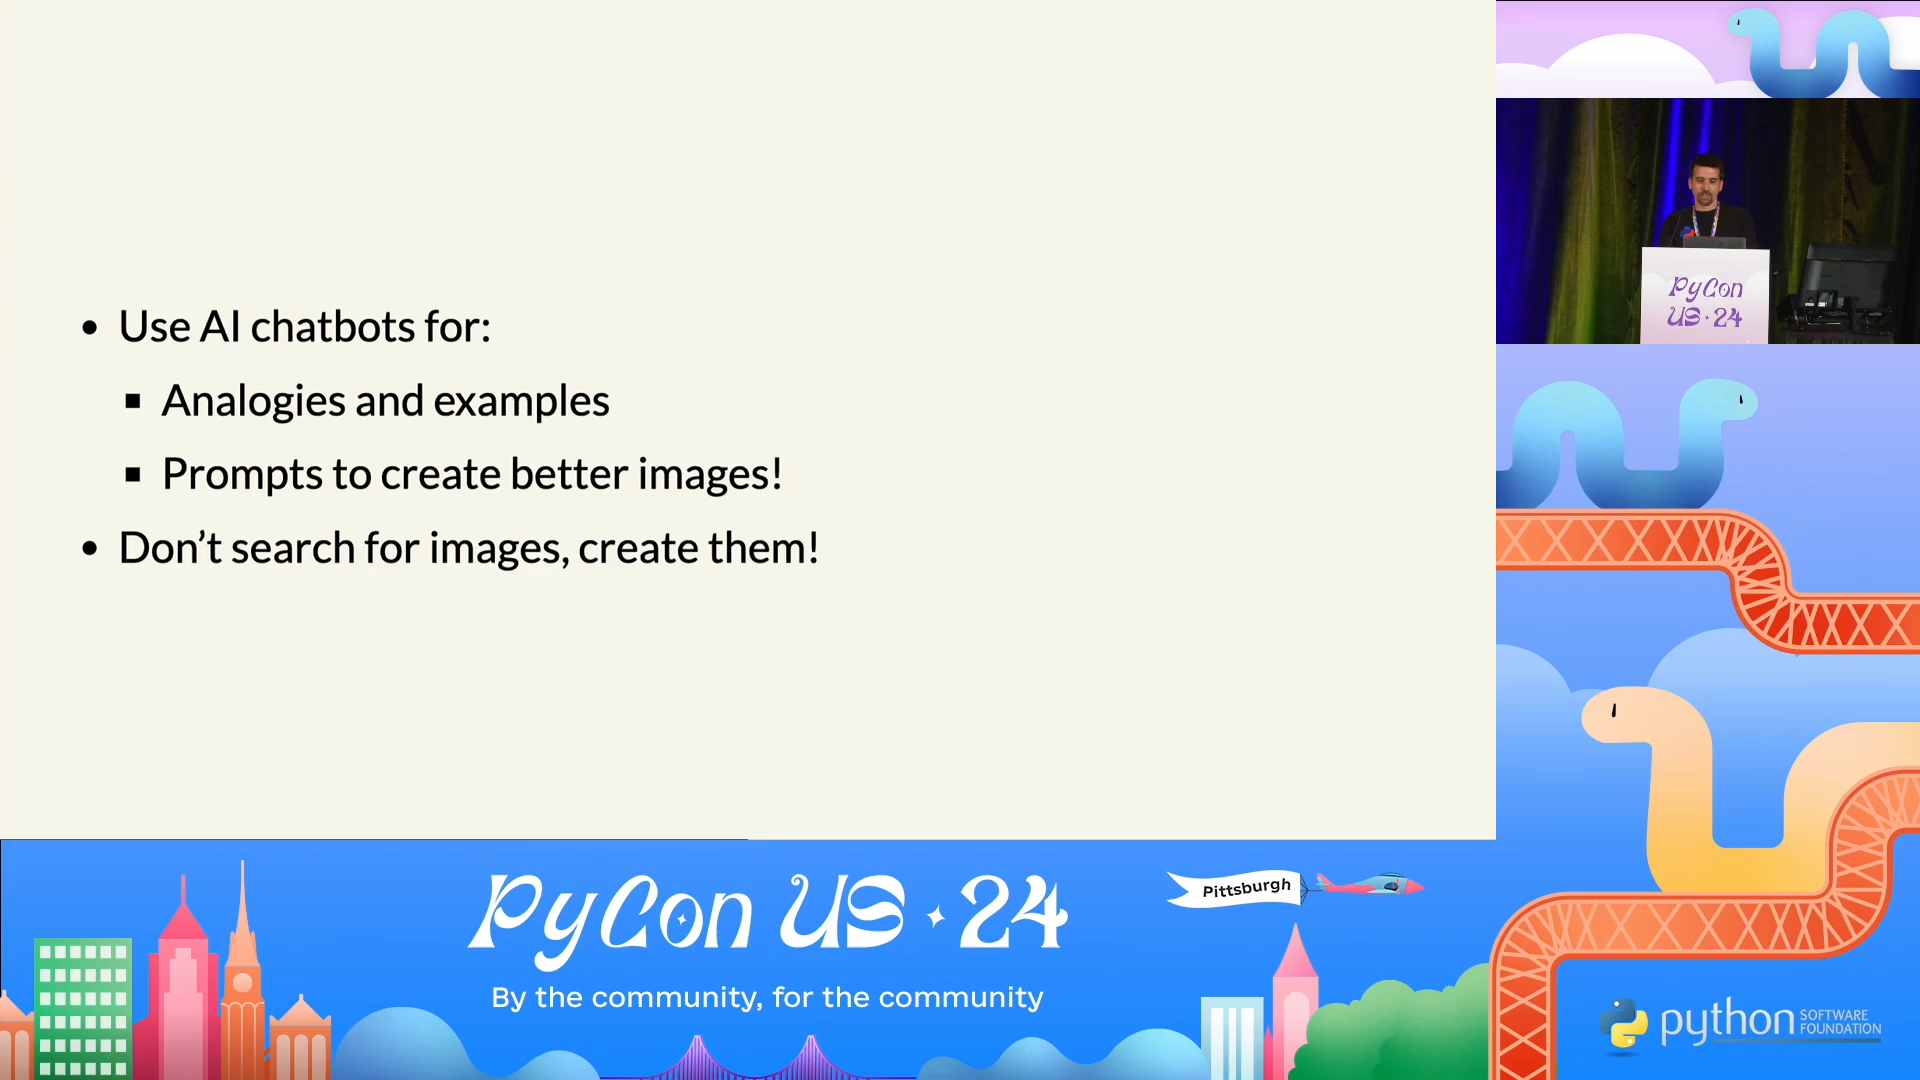 • Use AI chatbots for:
▪ Analogies and examples
▪ Prompts to create better images!
• Don’t search for images, create them!
PyCon
US · 24
PyCon US · 24
By the community, for the community
Pittsburgh
python SOFTWARE
FOUNDATION